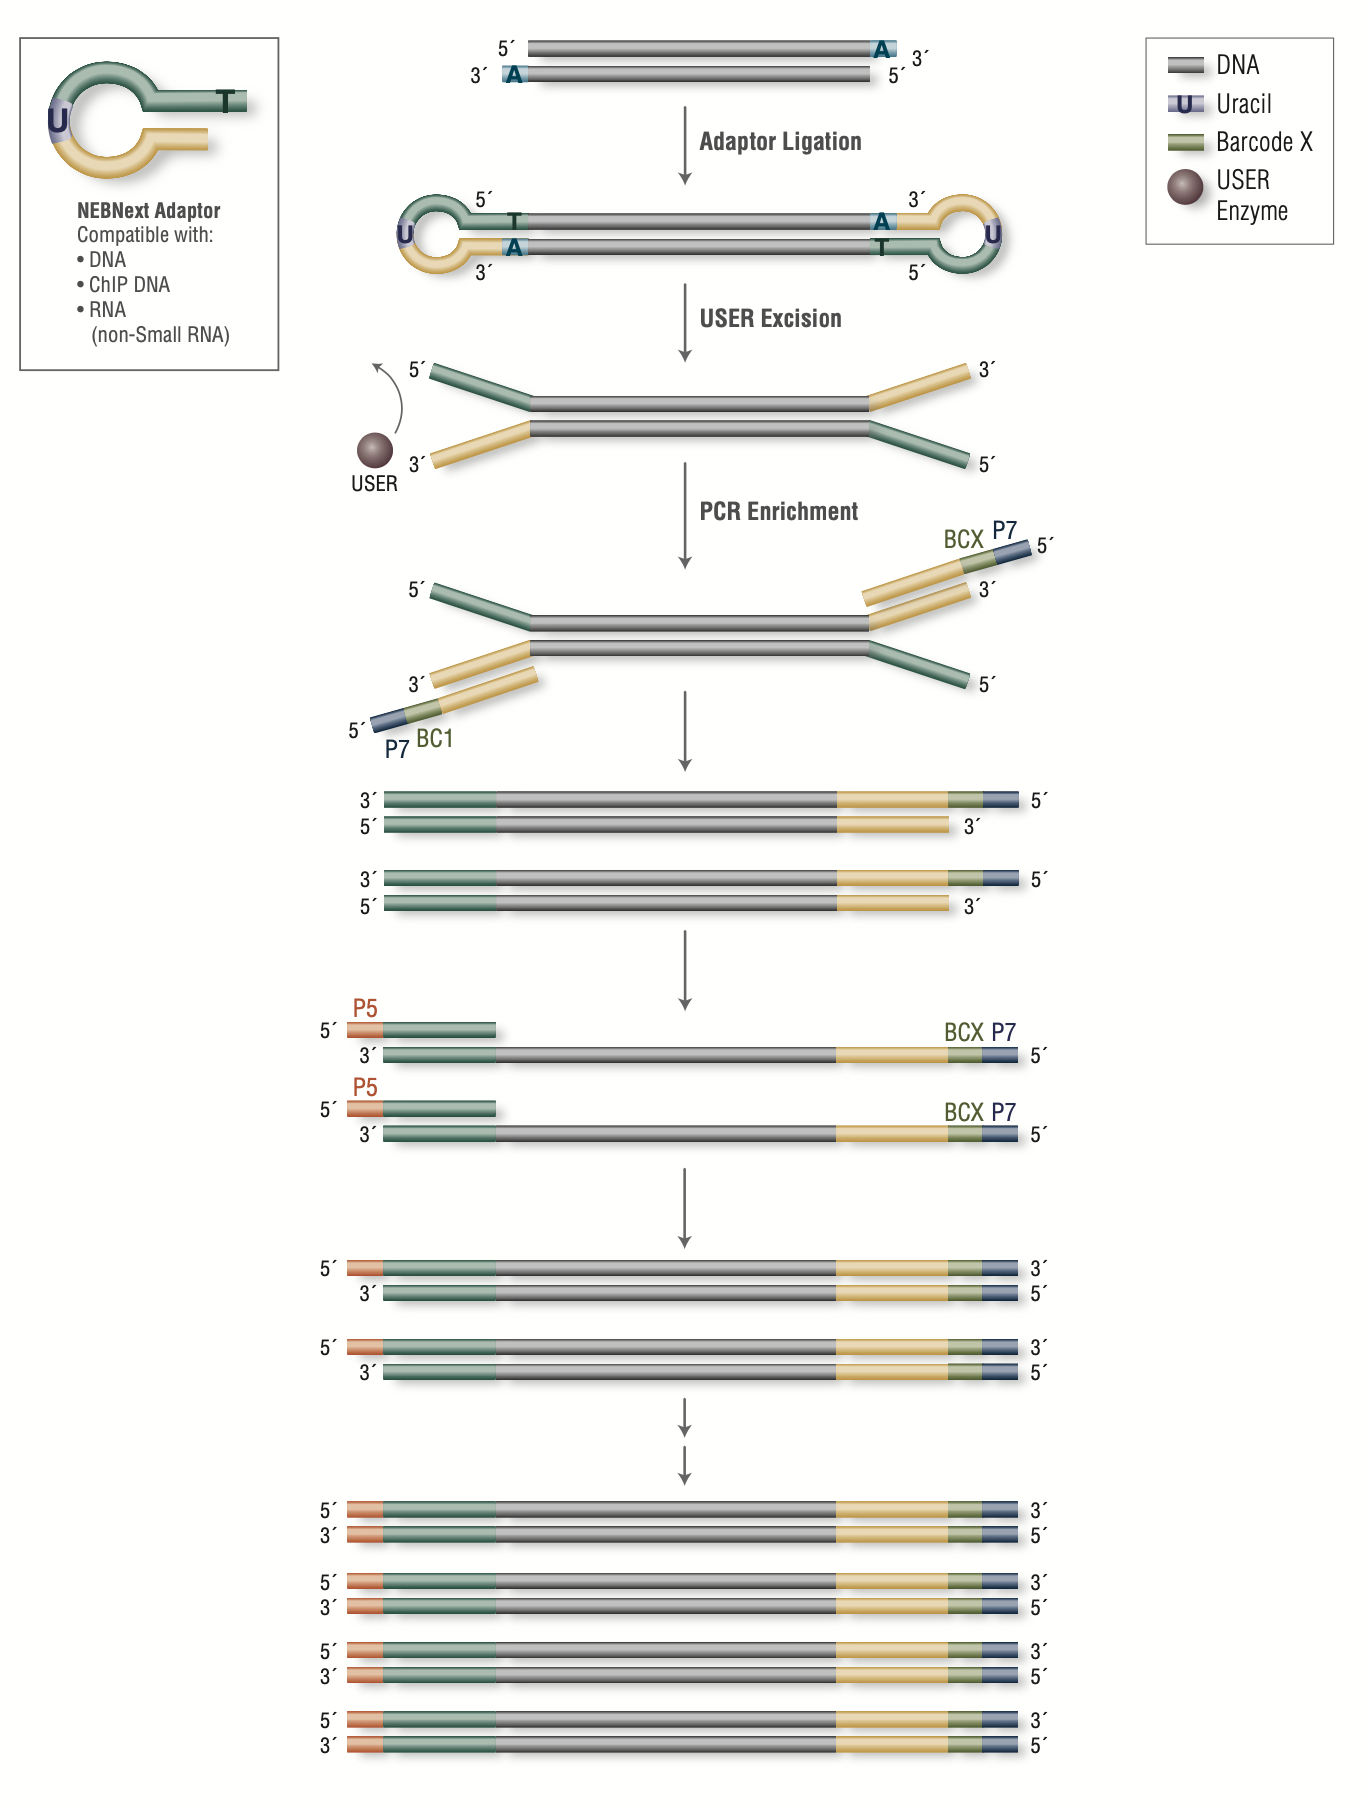 5´ A 3´
3´ A 5´
T
U
NEBNext Adaptor
Compatible with:
• DNA
• ChIP DNA
• RNA
(non-Small RNA)
DNA
U Uracil
Barcode X
USER
Enzyme
Adaptor Ligation
5´ 3´
T A
U U
A T
3´ 5´
USER Excision
5´ 3´
3´ 5´
USER
PCR Enrichment
BCX P7 5´
5´ 3´
3´ 5´
5´ P7 BC1
3´ 5´
5´ 3´
3´ 5´
5´ 3´
P5
5´ BCX P7
3´ 5´
P5
5´ BCX P7
3´ 5´
5´ 3´
3´ 5´
5´ 3´
3´ 5´
5´ 3´
3´ 5´
5´ 3´
3´ 5´
5´ 3´
3´ 5´
5´ 3´
3´ 5´